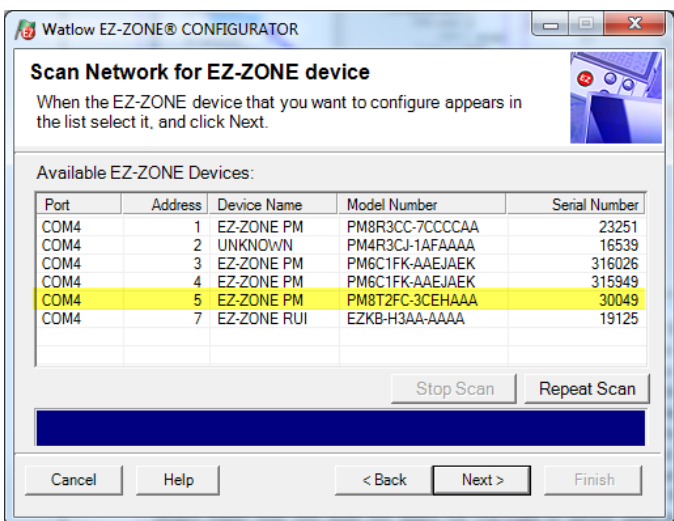 Watlow EZ-ZONE® CONFIGURATOR
Scan Network for EZ-ZONE device
When the EZ-ZONE device that you want to configure appears in
the list select it, and click Next.
Available EZ-ZONE Devices:
Port Address Device Name Model Number Serial Number
COM4 1 EZ-ZONE PM PM8R3CC-7CCCCAA 23251
COM4 2 UNKNOWN PM4R3CJ-1AFAAAA 16539
COM4 3 EZ-ZONE PM PM6C1FK-AAEJAEK 316026
COM4 4 EZ-ZONE PM PM6C1FK-AAEJAEK 315949
COM4 5 EZ-ZONE PM PM8T2FC-3CEHAAA 30049
COM4 7 EZ-ZONE RUI EZKB-H3AA-AAAA 19125
Stop Scan Repeat Scan
Cancel Help < Back Next > Finish